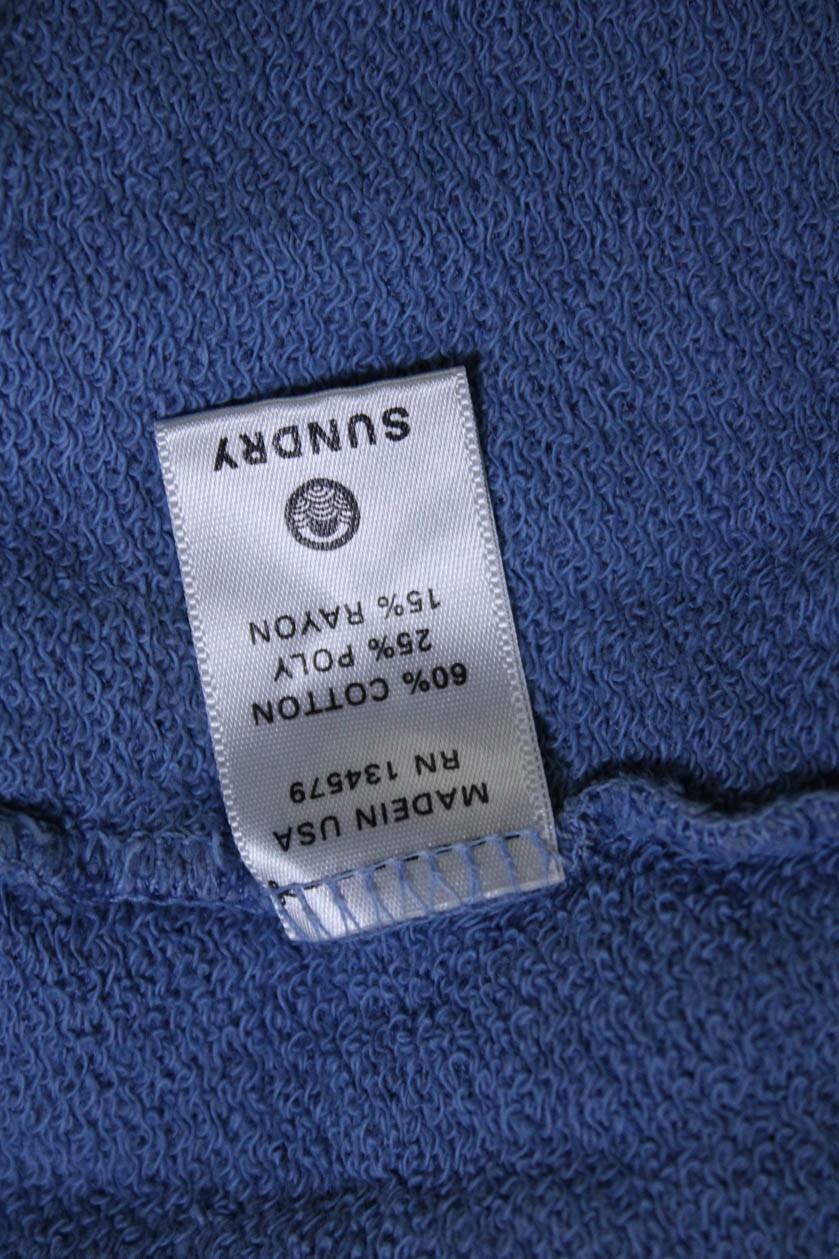 MADEIN USA
RN 134579
60% COTTON
25% POLY
15% RAYON
SUNDRY